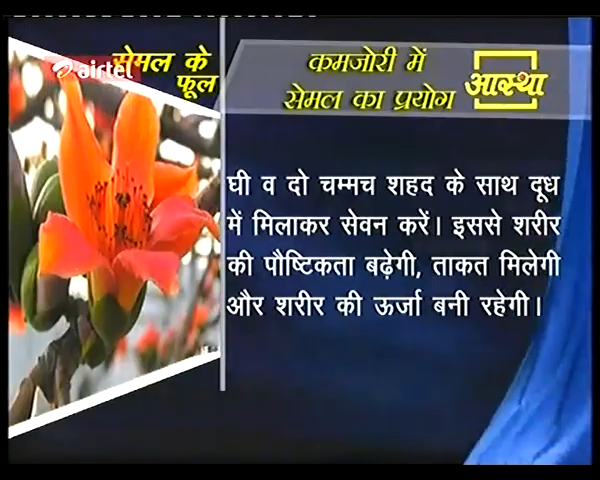 सेमल के
फूल
airtel
कमजोरी में
सेमल का प्रयोग
आस्था
घी व दो चम्मच शहद के साथ दूध
में मिलाकर सेवन करें। इससे शरीर
की पौष्टिकता बढ़ेगी, ताकत मिलेगी
और शरीर की ऊर्जा बनी रहेगी।